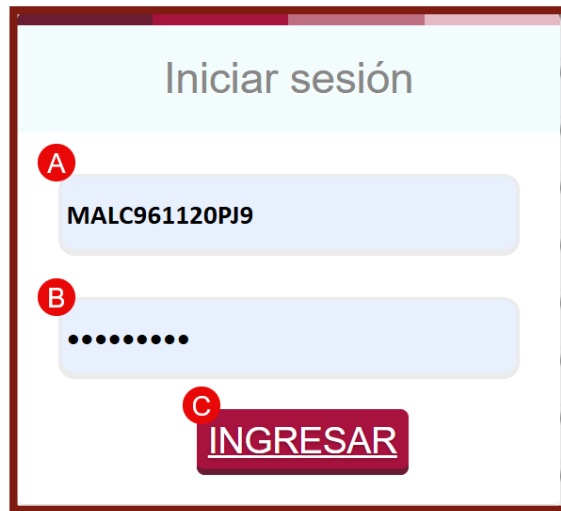 Iniciar sesión
A
MALC961120PJ9
B
•••••••••
C
INGRESAR